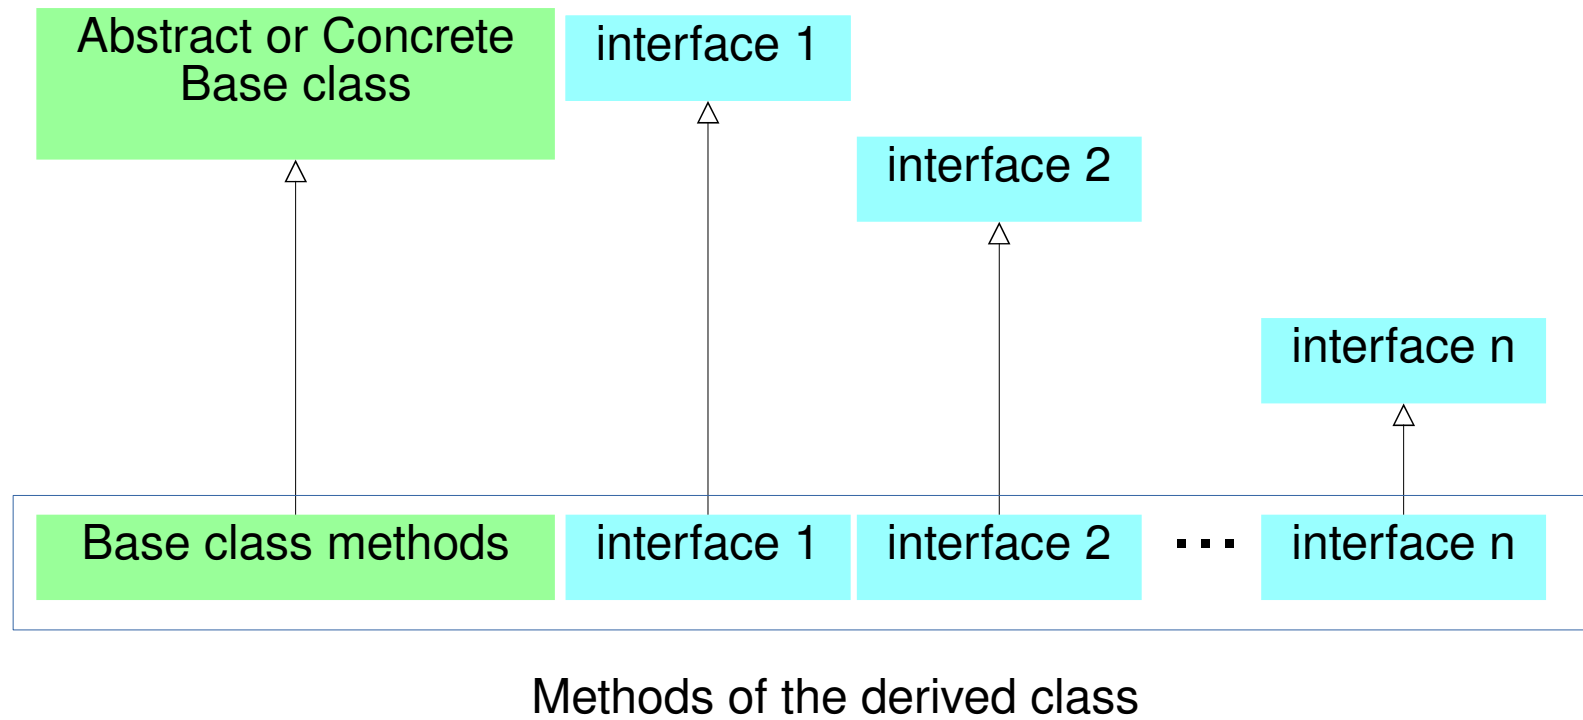 Abstract or Concrete
Base class
interface 1
interface 2
interface n
Base class methods
interface 1
interface 2
...
interface n
Methods of the derived class